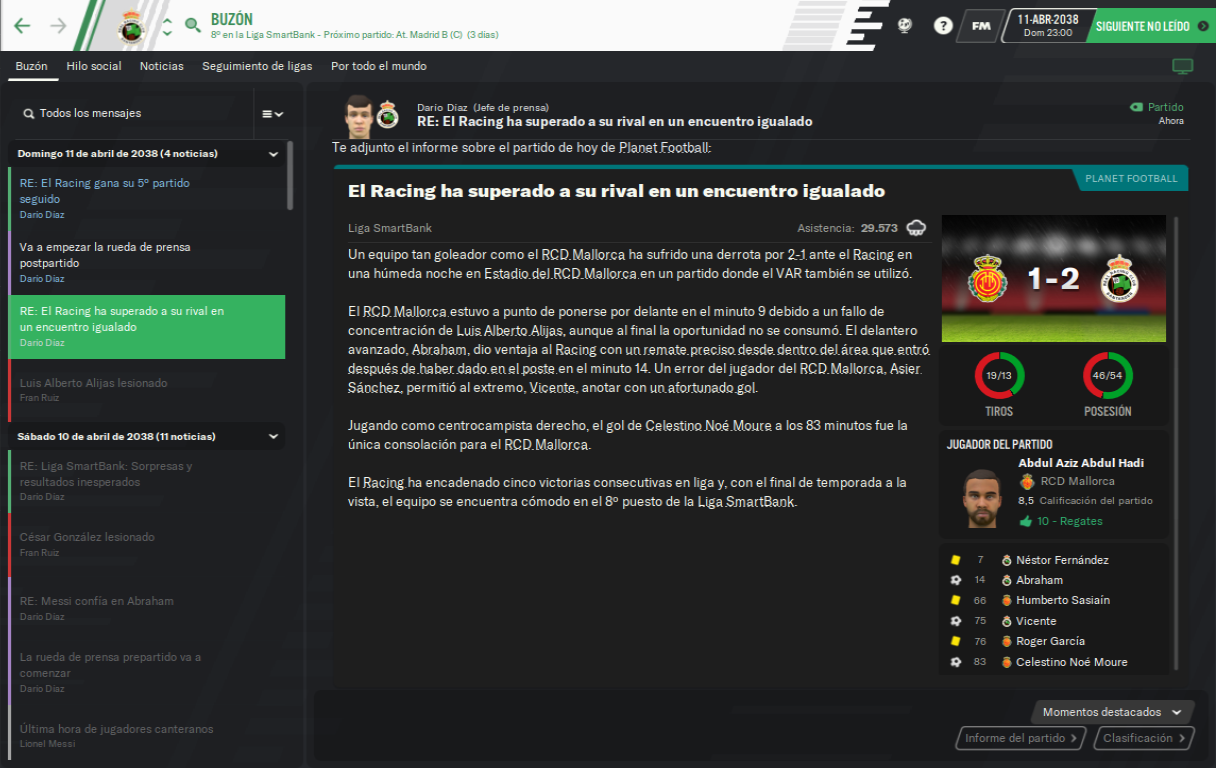 BUZÓN
8º en la Liga SmartBank - Próximo partido: At. Madrid B (C) (3 días)
?
FM
11-ABR-2038
Dom 23:00
SIGUIENTE NO LEÍDO
Buzón
Hilo social
Noticias
Seguimiento de ligas
Por todo el mundo
Todos los mensajes
Domingo 11 de abril de 2038 (4 noticias)
RE: El Racing gana su 5º partido
seguido
Darío Díaz
Va a empezar la rueda de prensa
postpartido
Darío Díaz
RE: El Racing ha superado a su rival en
un encuentro igualado
Darío Díaz
Luis Alberto Alijas lesionado
Fran Ruiz
Sábado 10 de abril de 2038 (11 noticias)
RE: Liga SmartBank: Sorpresas y
resultados inesperados
Darío Díaz
César González lesionado
Fran Ruiz
RE: Messi confía en Abraham
Darío Díaz
La rueda de prensa prepartido va a
comenzar
Darío Díaz
Última hora de jugadores canteranos
Lionel Messi
Darío Díaz (Jefe de prensa)
RE: El Racing ha superado a su rival en un encuentro igualado
Partido
Ahora
Te adjunto el informe sobre el partido de hoy de Planet Football:
PLANET FOOTBALL
El Racing ha superado a su rival en un encuentro igualado
Liga SmartBank
Asistencia: 29.573
Un equipo tan goleador como el RCD Mallorca ha sufrido una derrota por 2-1 ante el Racing en
una húmeda noche en Estadio del RCD Mallorca en un partido donde el VAR también se utilizó.
El RCD Mallorca estuvo a punto de ponerse por delante en el minuto 9 debido a un fallo de
concentración de Luis Alberto Alijas, aunque al final la oportunidad no se consumó. El delantero
avanzado, Abraham, dio ventaja al Racing con un remate preciso desde dentro del área que entró
después de haber dado en el poste en el minuto 14. Un error del jugador del RCD Mallorca, Asier
Sánchez, permitió al extremo, Vicente, anotar con un afortunado gol.
Jugando como centrocampista derecho, el gol de Celestino Noé Moure a los 83 minutos fue la
única consolación para el RCD Mallorca.
El Racing ha encadenado cinco victorias consecutivas en liga y, con el final de temporada a la
vista, el equipo se encuentra cómodo en el 8º puesto de la Liga SmartBank.
1-2
19/13
TIROS
46/54
POSESIÓN
JUGADOR DEL PARTIDO
Abdul Aziz Abdul Hadi
RCD Mallorca
8,5 Calificación del partido
10 - Regates
7 Néstor Fernández
14 Abraham
66 Humberto Sasiaín
75 Vicente
76 Roger García
83 Celestino Noé Moure
Momentos destacados
Informe del partido
Clasificación